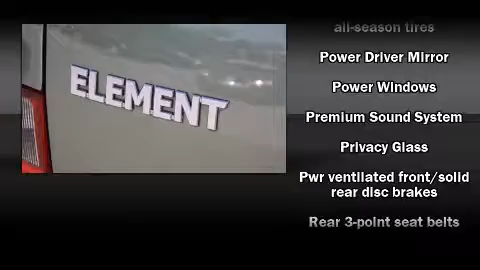 ELEMENT
all-season tires
Power Driver Mirror
Power Windows
Premium Sound System
Privacy Glass
Pwr ventilated front/solid
rear disc brakes
Rear 3-point seat belts